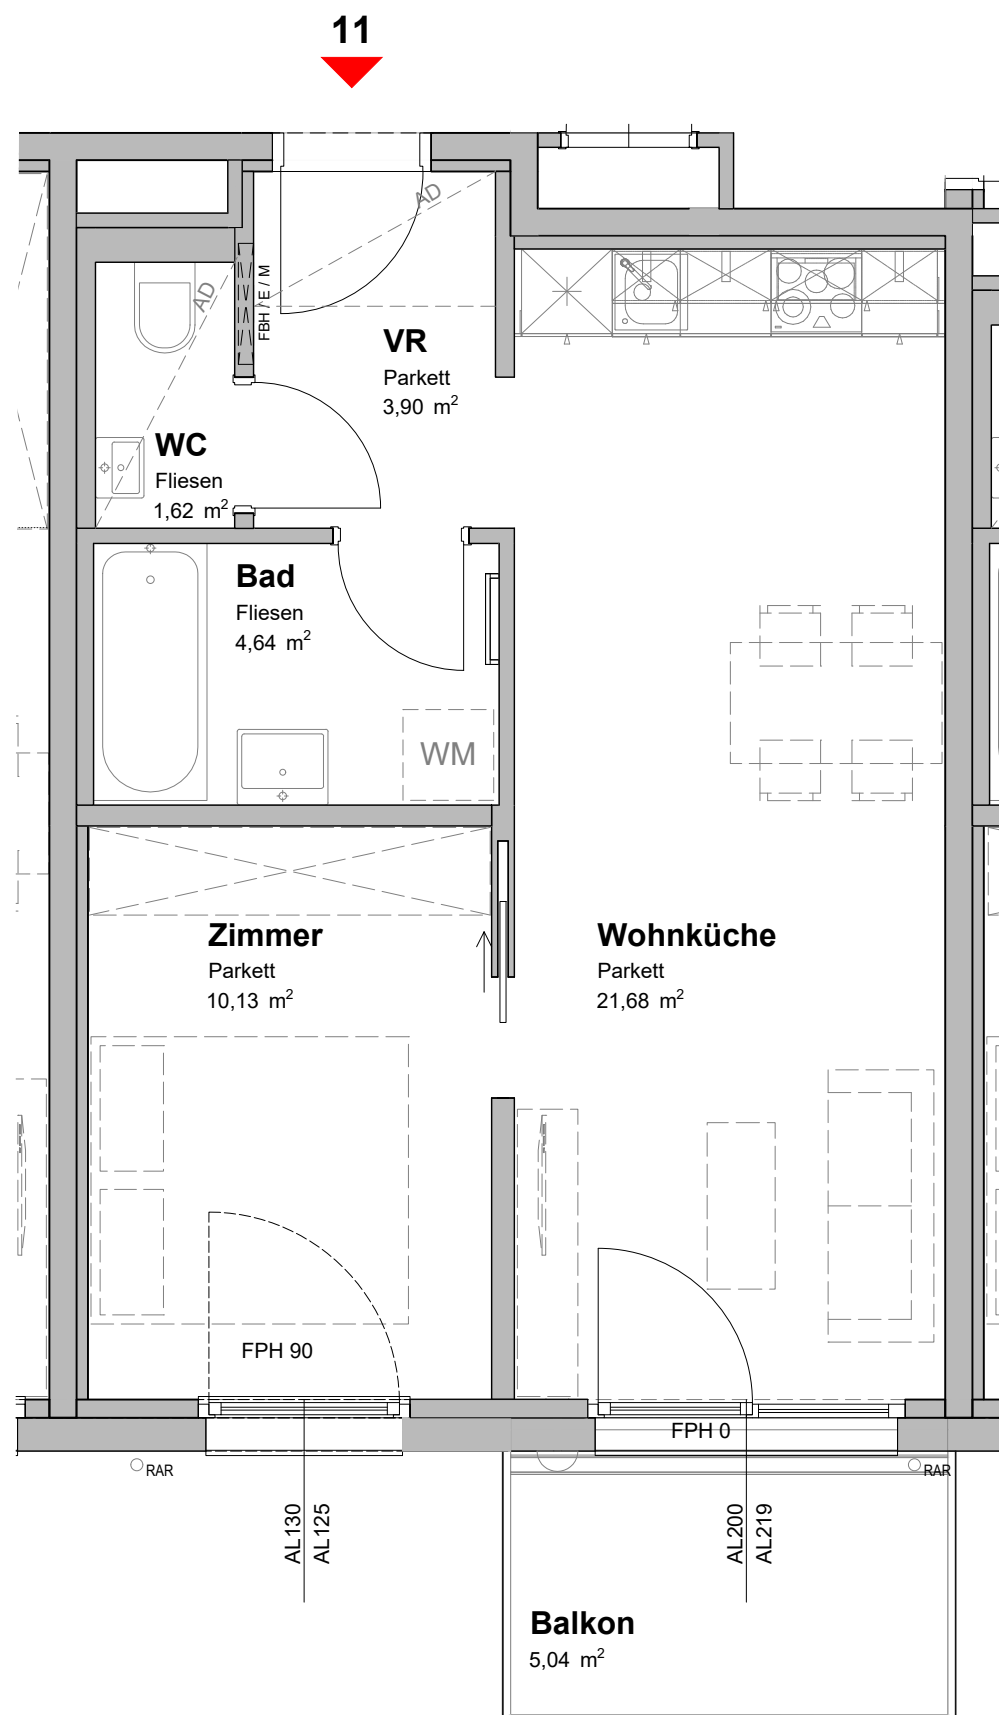 11
AD
AD
FBH / E / M
VR
Parkett
3,90 m²
WC
Fliesen
1,62 m²
Bad
Fliesen
4,64 m²
WM
Zimmer
Parkett
10,13 m²
Wohnküche
Parkett
21,68 m²
FPH 90
FPH 0
RAR
RAR
AL130
AL125
AL200
AL219
Balkon
5,04 m²